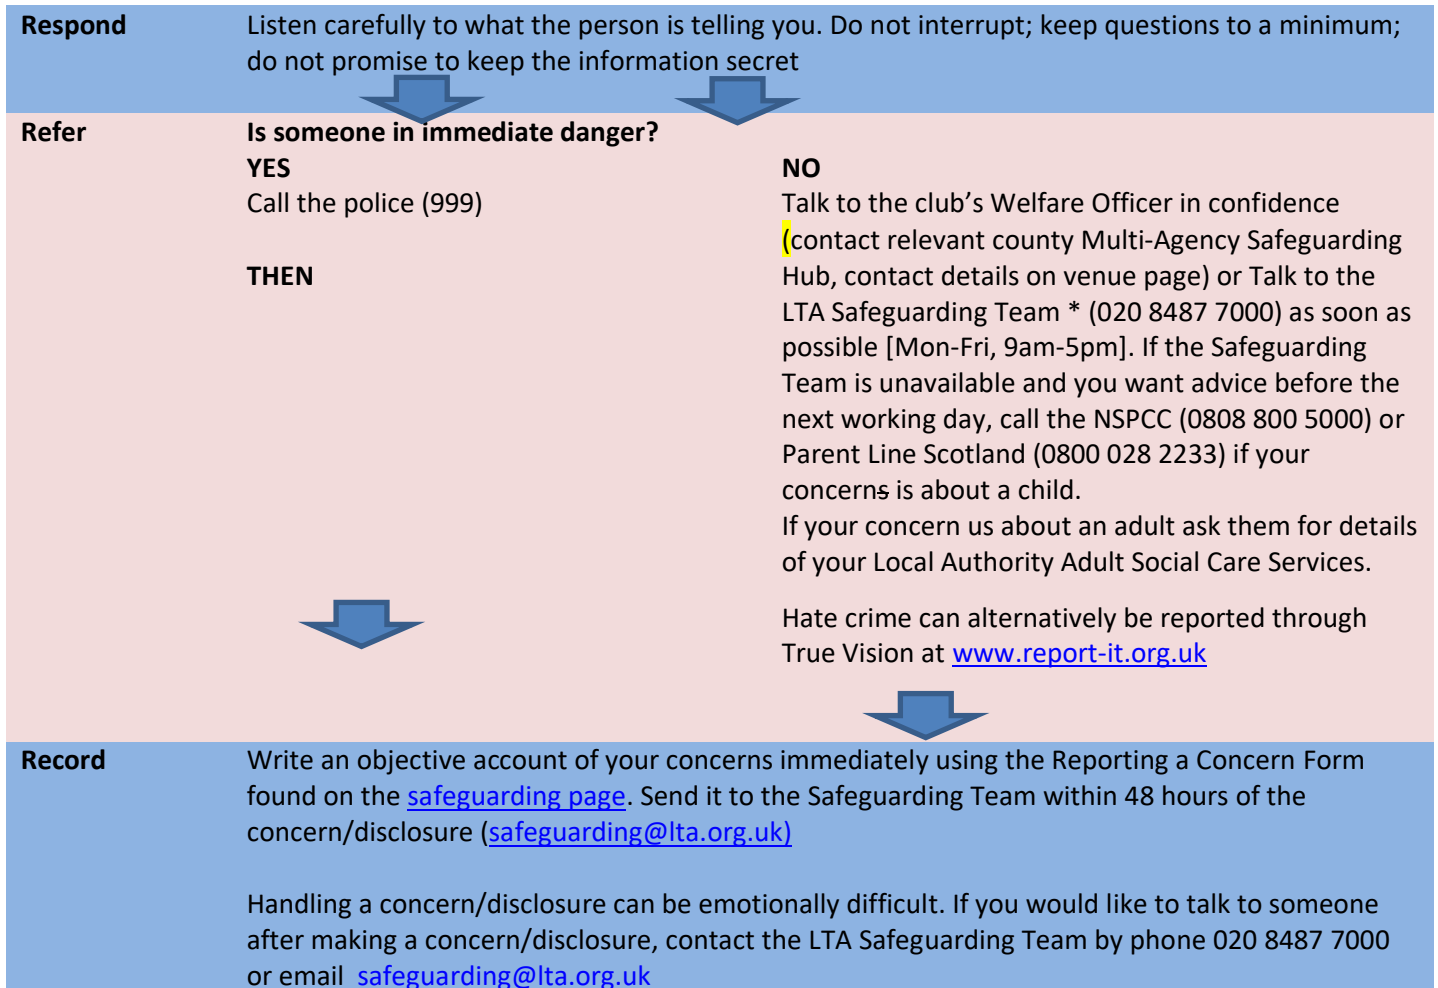 Respond
Listen carefully to what the person is telling you. Do not interrupt; keep questions to a minimum;
do not promise to keep the information secret
Refer
Is someone in immediate danger?
YES
Call the police (999)
THEN
NO
Talk to the club’s Welfare Officer in confidence
(contact relevant county Multi-Agency Safeguarding
Hub, contact details on venue page) or Talk to the
LTA Safeguarding Team * (020 8487 7000) as soon as
possible [Mon-Fri, 9am-5pm]. If the Safeguarding
Team is unavailable and you want advice before the
next working day, call the NSPCC (0808 800 5000) or
Parent Line Scotland (0800 028 2233) if your
concerns is about a child.
If your concern us about an adult ask them for details
of your Local Authority Adult Social Care Services.
Hate crime can alternatively be reported through
True Vision at www.report-it.org.uk
Record
Write an objective account of your concerns immediately using the Reporting a Concern Form
found on the safeguarding page. Send it to the Safeguarding Team within 48 hours of the
concern/disclosure (safeguarding@lta.org.uk)
Handling a concern/disclosure can be emotionally difficult. If you would like to talk to someone
after making a concern/disclosure, contact the LTA Safeguarding Team by phone 020 8487 7000
or email safeguarding@lta.org.uk